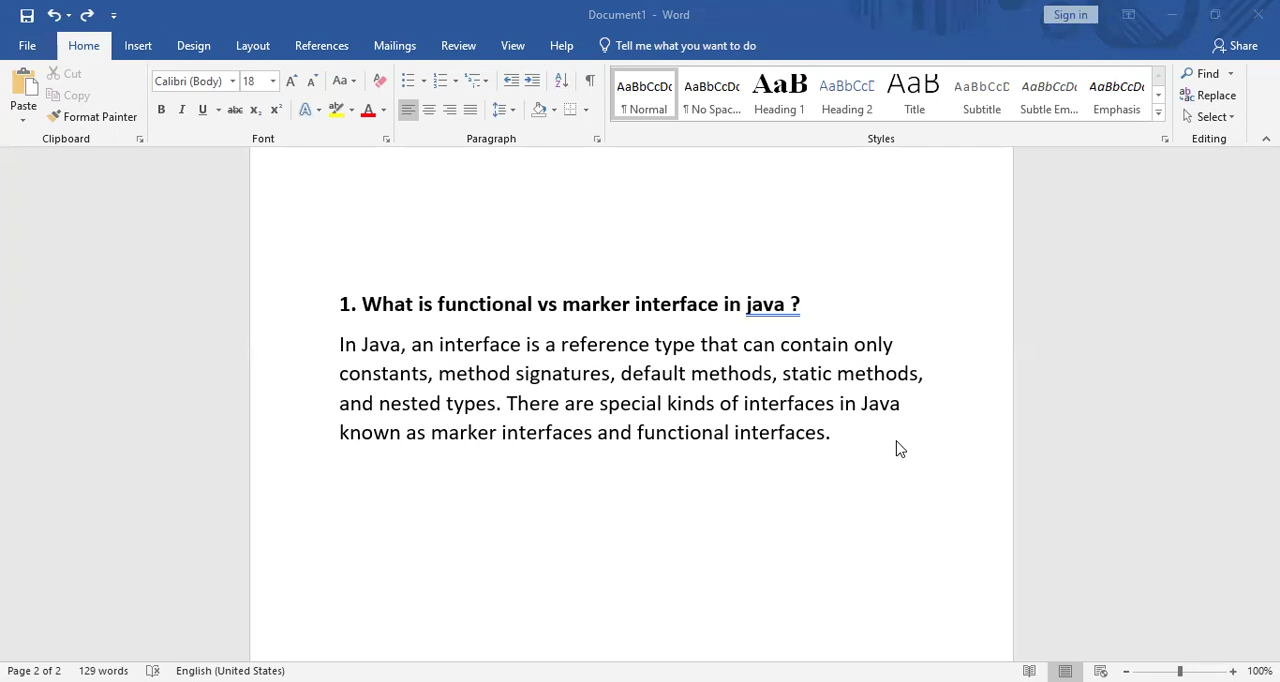 Document1 - Word
Sign in
File Home Insert Design Layout References Mailings Review View Help Tell me what you want to do Share
Paste
Cut
Copy
Format Painter
Clipboard
Calibri (Body) 18
Font
Paragraph
AaBbCcDc AaBbCcDc AaB AaBbCcD AaB AaBbCcD AaBbCcDc AaBbCcDc
¶ Normal ¶ No Spac... Heading 1 Heading 2 Title Subtitle Subtle Em... Emphasis
Styles
Find
Replace
Select
Editing
1. What is functional vs marker interface in java ?
In Java, an interface is a reference type that can contain only
constants, method signatures, default methods, static methods,
and nested types. There are special kinds of interfaces in Java
known as marker interfaces and functional interfaces.
Page 2 of 2 129 words English (United States) 100%